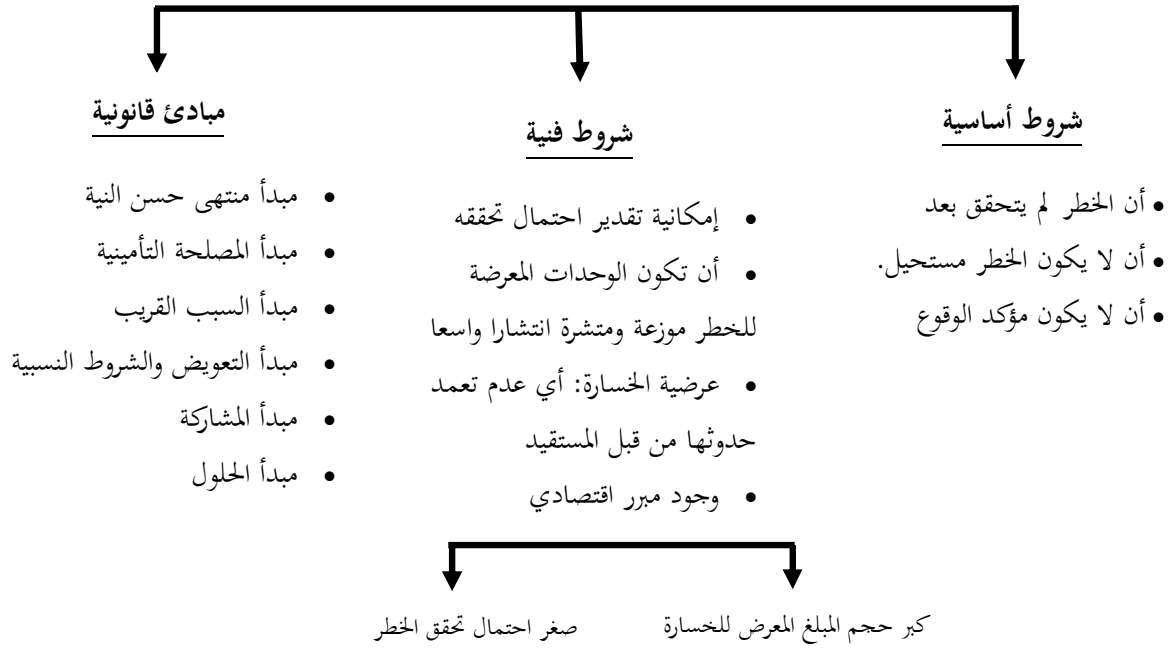 شروط أساسية
• أن الخطر لم يتحقق بعد
• أن لا يكون الخطر مستحيل.
• أن لا يكون مؤكد الوقوع
شروط فنية
• إمكانية تقدير احتمال تحققه
• أن تكون الوحدات المعرضة
للخطر موزعة ومتشرة انتشارا واسعا
• عرضية الخسارة: أي عدم تعمد
حدوثها من قبل المستقيد
• وجود مبرر اقتصادي
كبر حجم المبلغ المعرض للخسارة
صغر احتمال تحقق الخطر
مبادئ قانونية
• مبدأ منتهى حسن النية
• مبدأ المصلحة التأمينية
• مبدأ السبب القريب
• مبدأ التعويض والشروط النسبية
• مبدأ المشاركة
• مبدأ الحلول